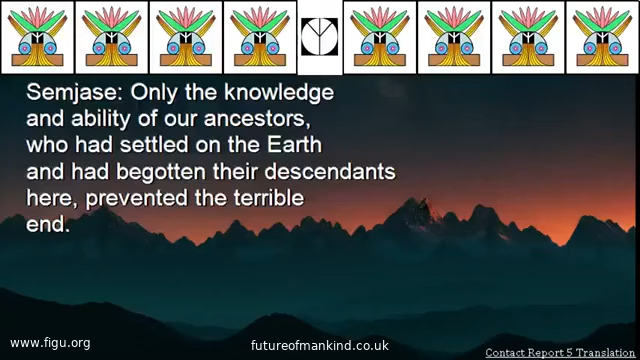 Semjase: Only the knowledge
and ability of our ancestors,
who had settled on the Earth
and had begotten their descendants
here, prevented the terrible
end.
www.figu.org
futureofmankind.co.uk
Contact Report 5 Translation